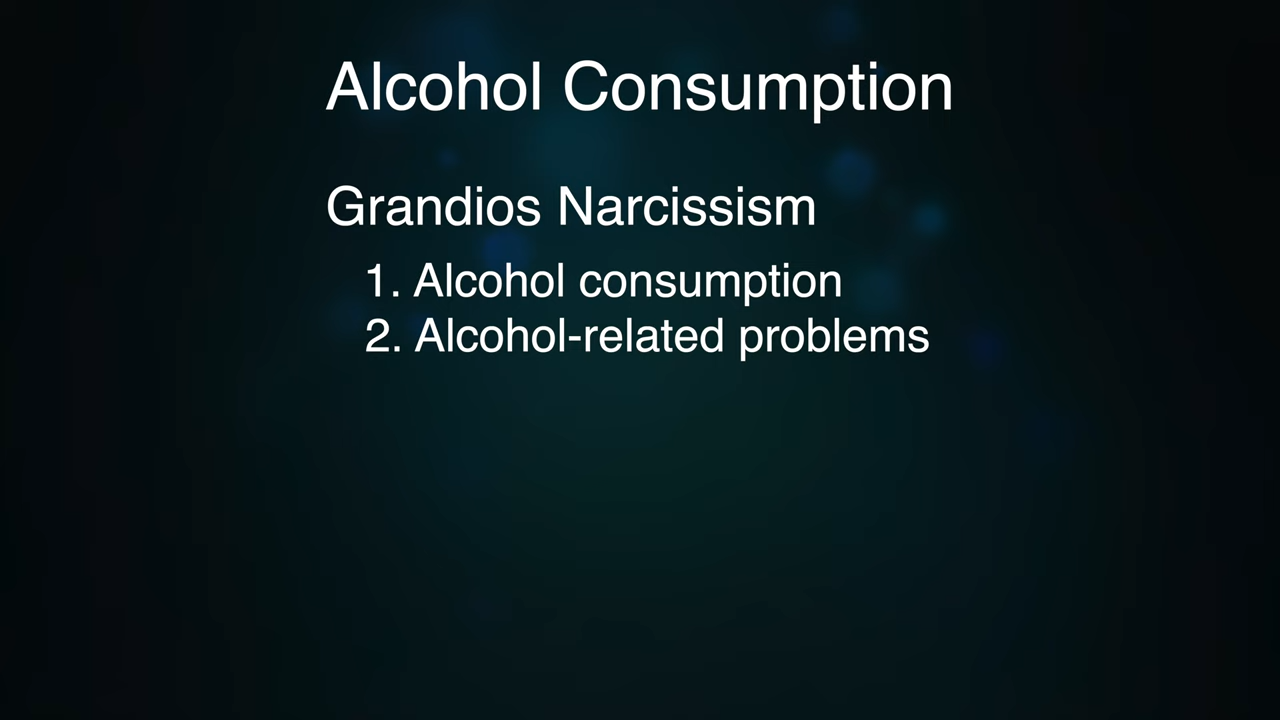 Alcohol Consumption
Grandios Narcissism
1. Alcohol consumption
2. Alcohol-related problems